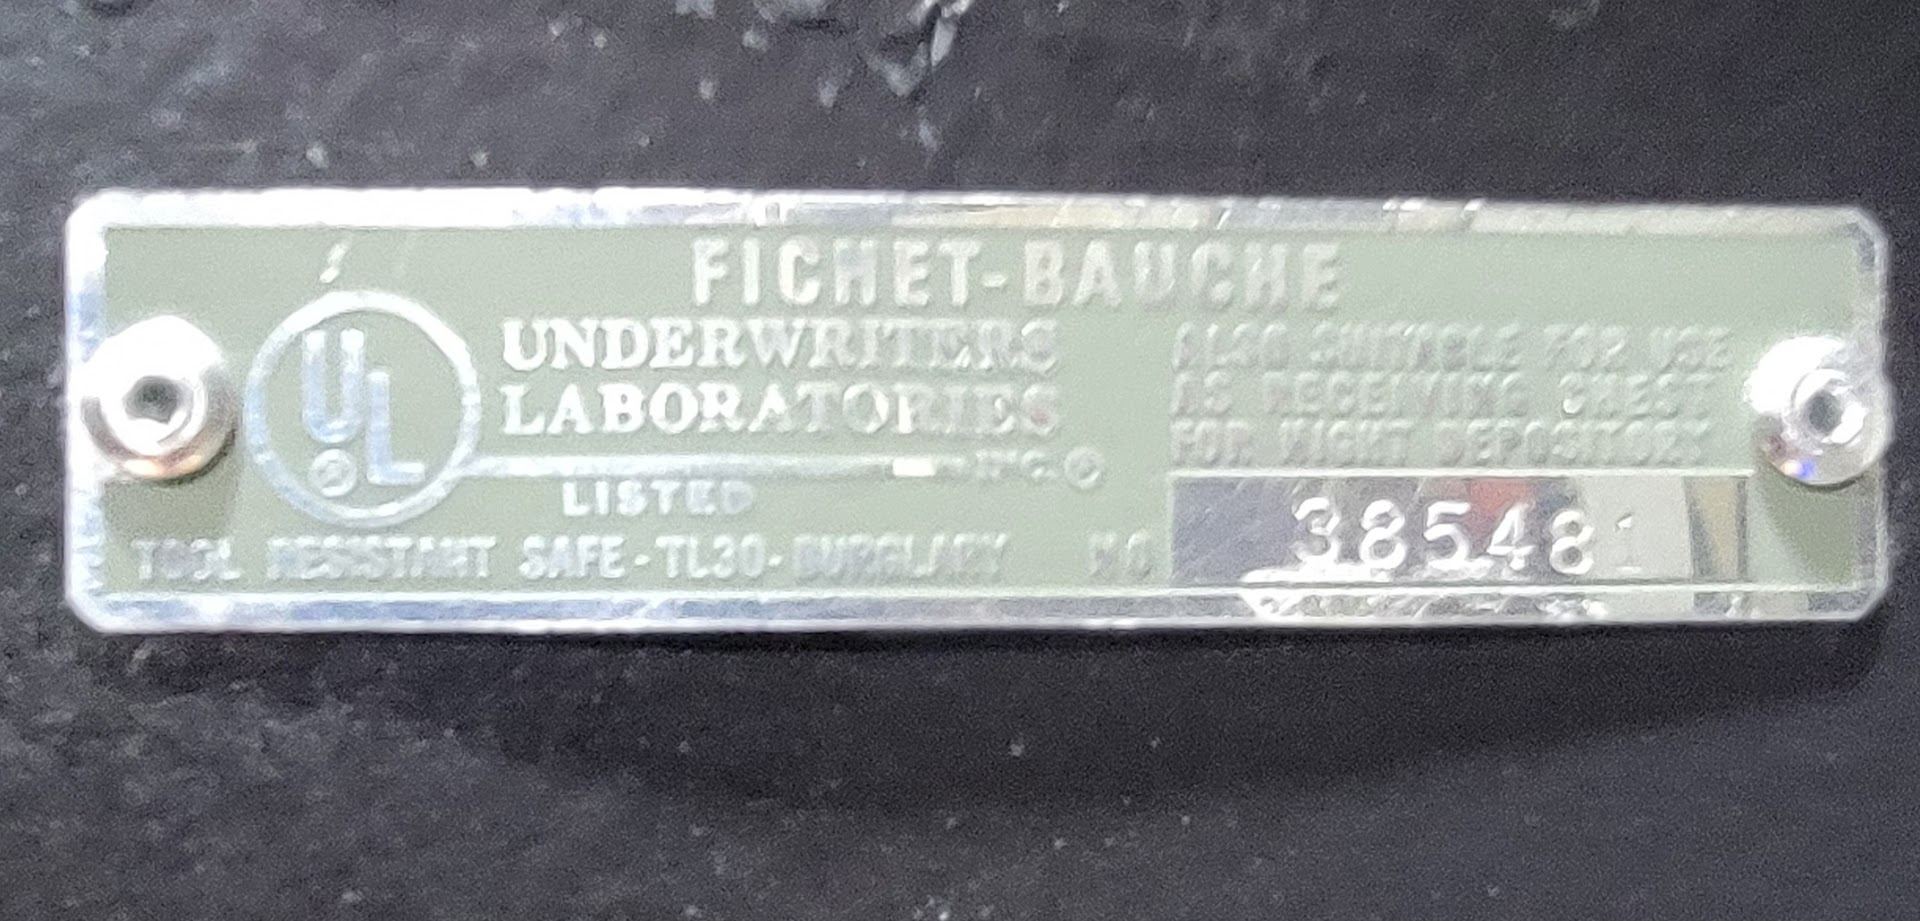 FICHET-BAUCHE
UL
®
UNDERWRITERS
LABORATORIES
INC.®
LISTED
ALSO SUITABLE FOR USE
AS RECEIVING CHEST
FOR NIGHT DEPOSITORY
TOOL RESISTANT SAFE-TL30-BURGLARY NO 385481